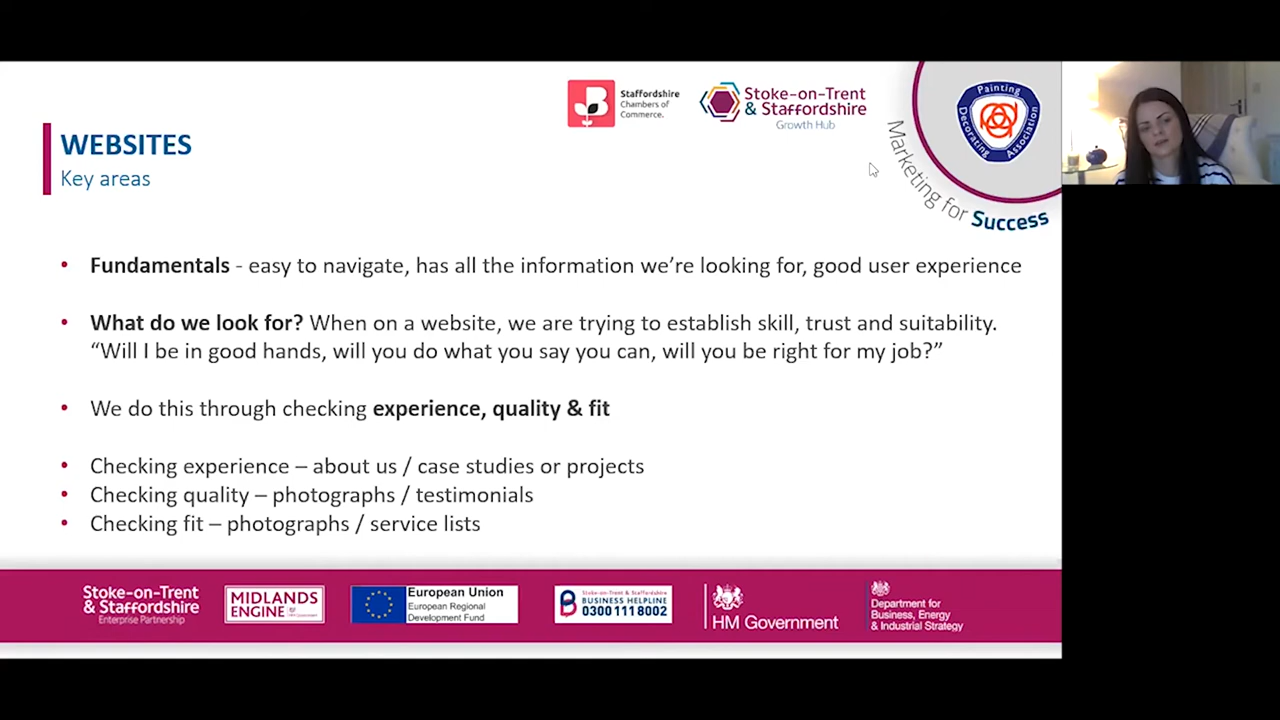 Staffordshire
Chambers of
Commerce.
Stoke-on-Trent
& Staffordshire
Growth Hub
Painting
Decorating
Association
Marketing for Success
WEBSITES
Key areas
• Fundamentals - easy to navigate, has all the information we're looking for, good user experience
• What do we look for? When on a website, we are trying to establish skill, trust and suitability.
“Will I be in good hands, will you do what you say you can, will you be right for my job?”
• We do this through checking experience, quality & fit
• Checking experience – about us / case studies or projects
• Checking quality – photographs / testimonials
• Checking fit – photographs / service lists
Stoke-on-Trent
& Staffordshire
Enterprise Partnership
MIDLANDS
ENGINE
European Union
European Regional
Development Fund
Stoke-on-Trent & Staffordshire
BUSINESS HELPLINE
0300 111 8002
HM Government
Department for
Business, Energy
& Industrial Strategy